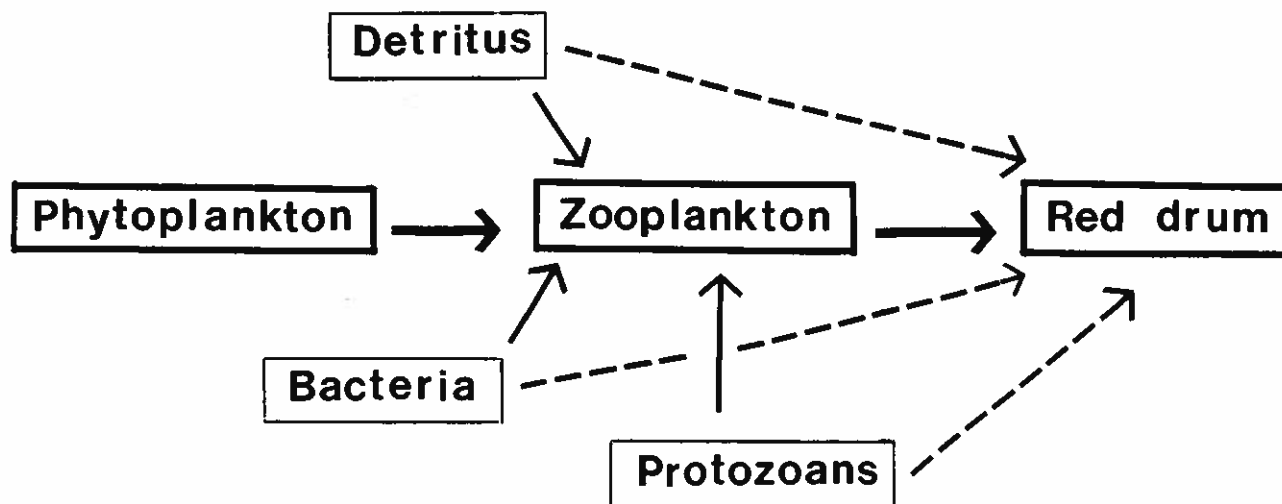 Detritus
Phytoplankton
Zooplankton
Red drum
Bacteria
Protozoans